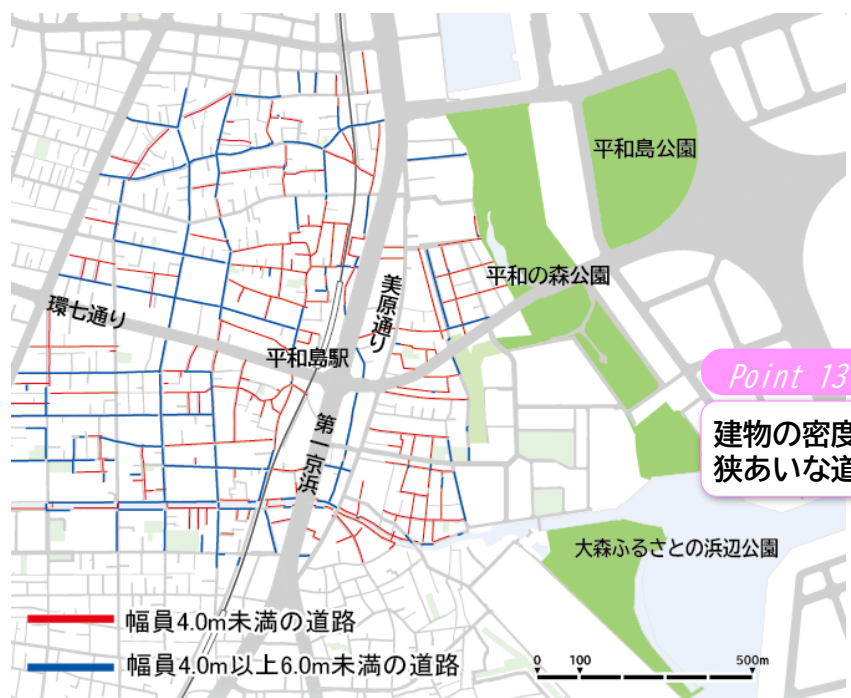 平和島公園
平和の森公園
美原通り
環七通り
平和島駅
Point 13
建物の密度
狭あいな道
第一京浜
大森ふるさとの浜辺公園
幅員4.0m未満の道路
幅員4.0m以上6.0m未満の道路
0 100 500m